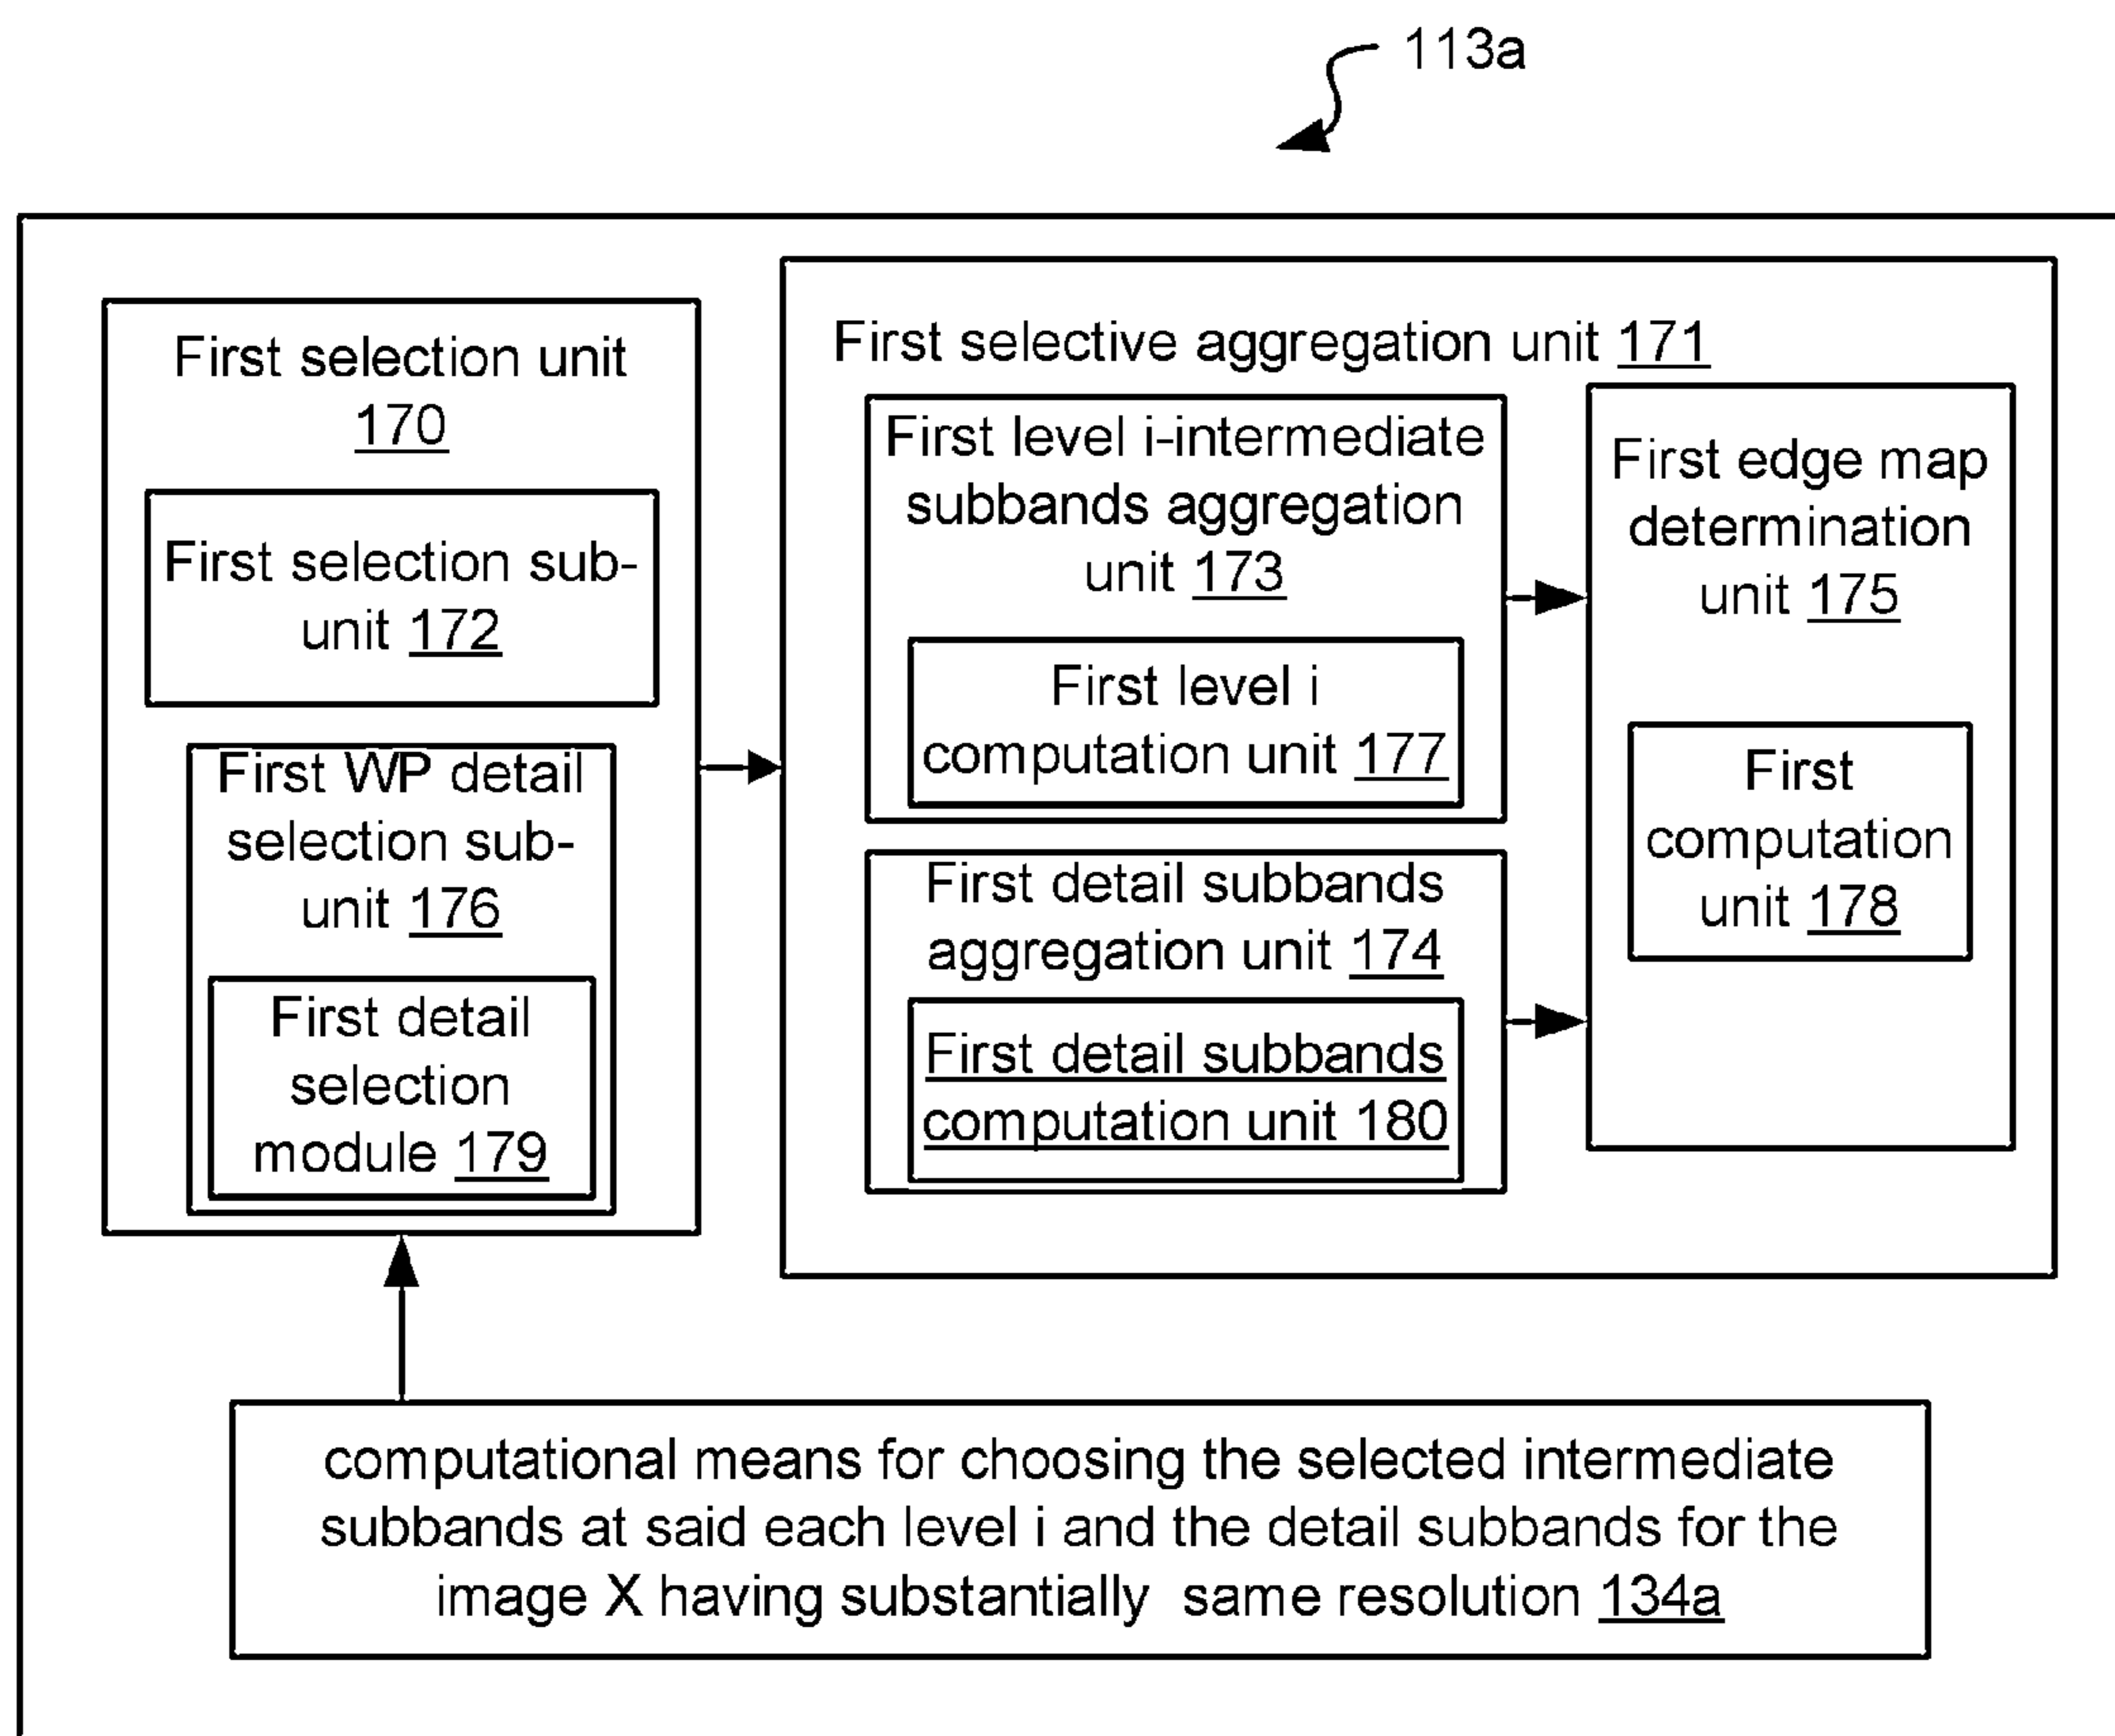 113a
First selection unit
170
First selection sub-
unit 172
First WP detail
selection sub-
unit 176
First detail
selection
module 179
First selective aggregation unit 171
First level i-intermediate
subbands aggregation
unit 173
First level i
computation unit 177
First detail subbands
aggregation unit 174
First detail subbands
computation unit 180
First edge map
determination
unit 175
First
computation
unit 178
computational means for choosing the selected intermediate
subbands at said each level i and the detail subbands for the
image X having substantially same resolution 134a